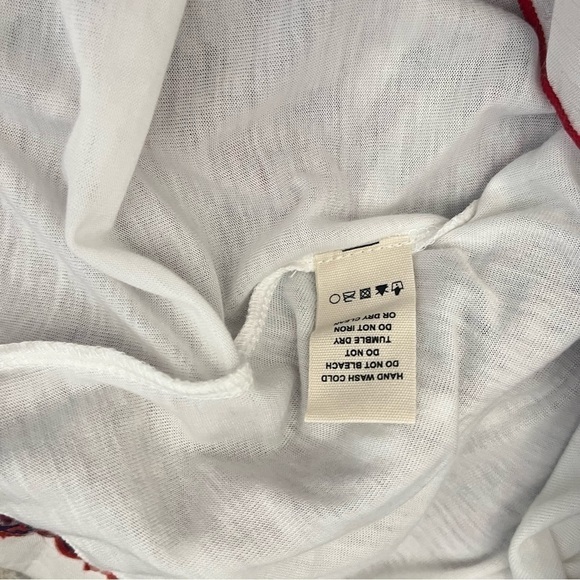 HAND WASH COLD
DO NOT BLEACH
DO NOT
TUMBLE DRY
DO NOT IRON
OR DRY CLEAN